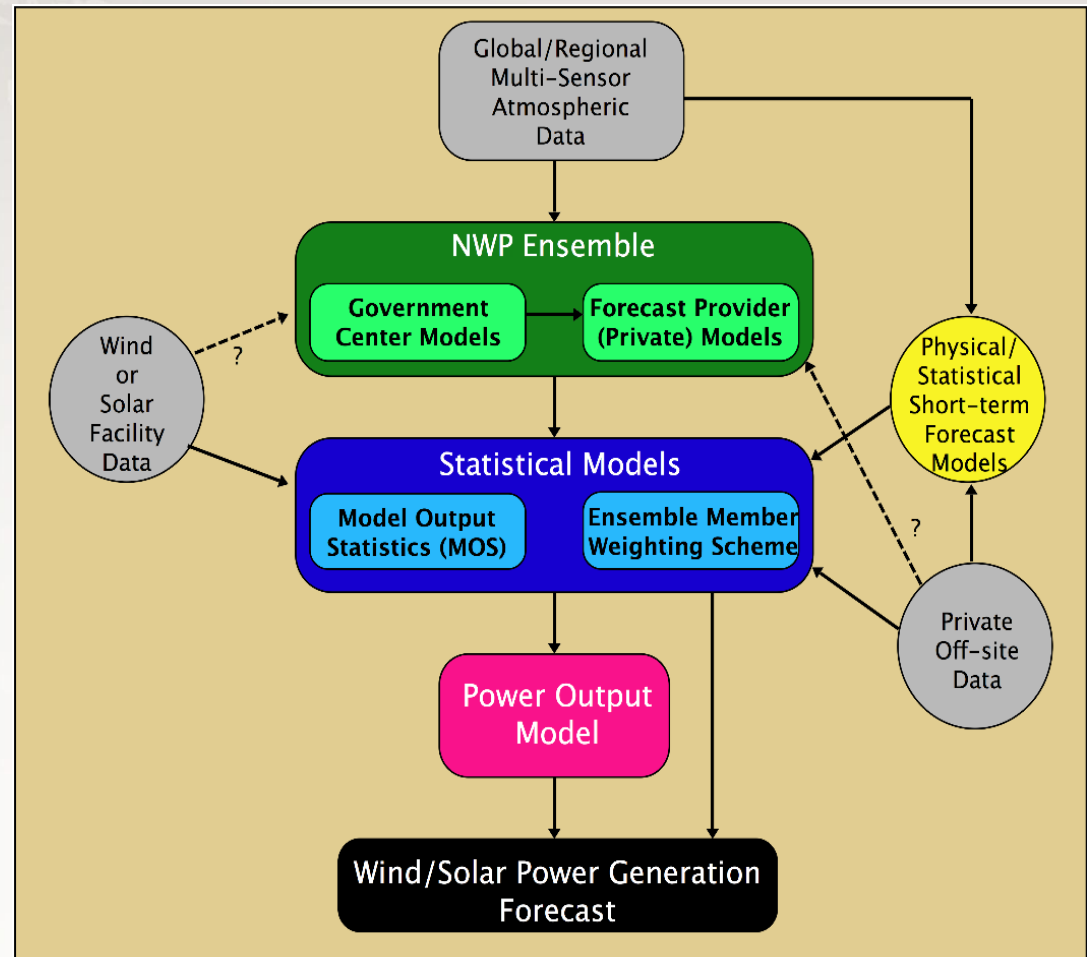 Global/Regional
Multi-Sensor
Atmospheric
Data
NWP Ensemble
Government
Center Models
Forecast Provider
(Private) Models
Wind
or
Solar
Facility
Data
?
Physical/
Statistical
Short-term
Forecast
Models
Statistical Models
Model Output
Statistics (MOS)
Ensemble Member
Weighting Scheme
?
Private
Off-site
Data
Power Output
Model
Wind/Solar Power Generation
Forecast